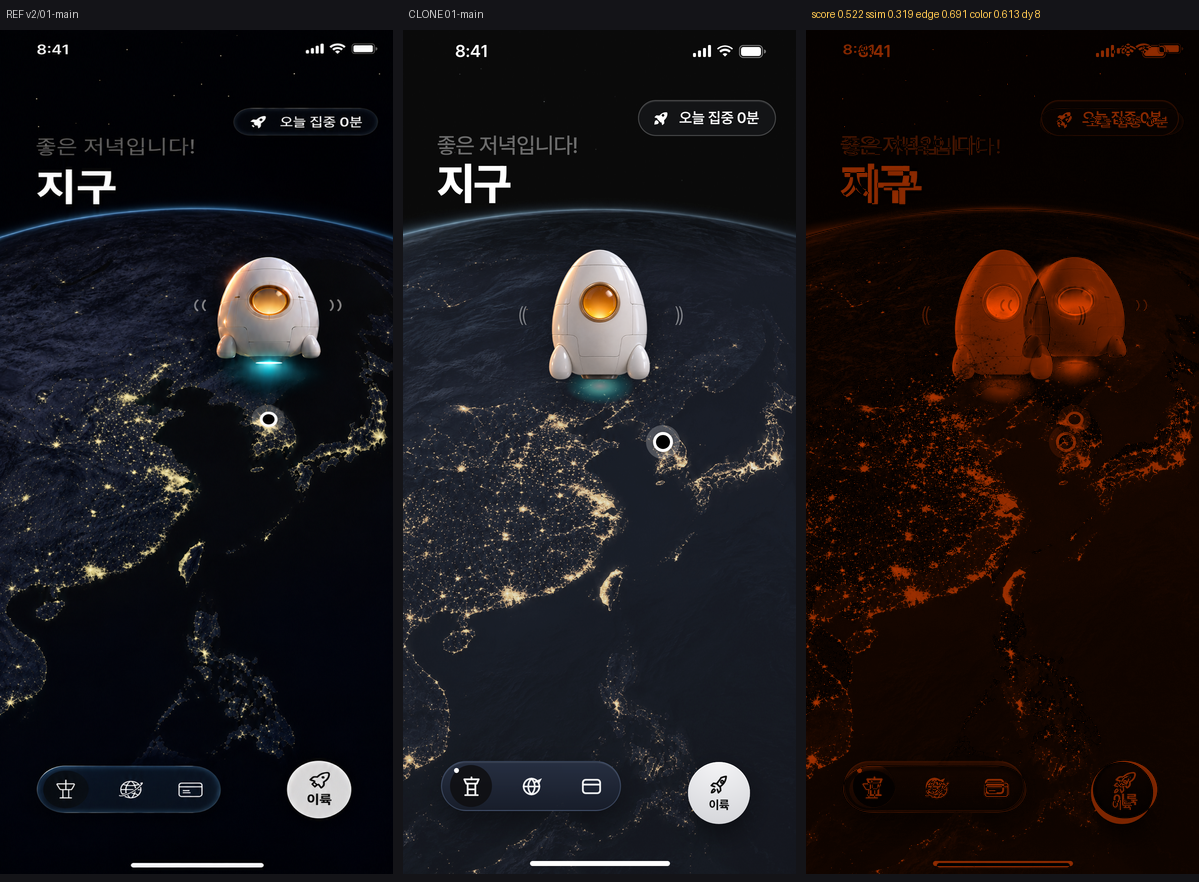 REF v2/01-main
8:41
오늘 집중 0분
좋은 저녁입니다!
지구
이륙
CLONE 01-main
8:41
오늘 집중 0분
좋은 저녁입니다!
지구
이륙
score 0.522 ssim 0.319 edge 0.691 color 0.613 dy 8